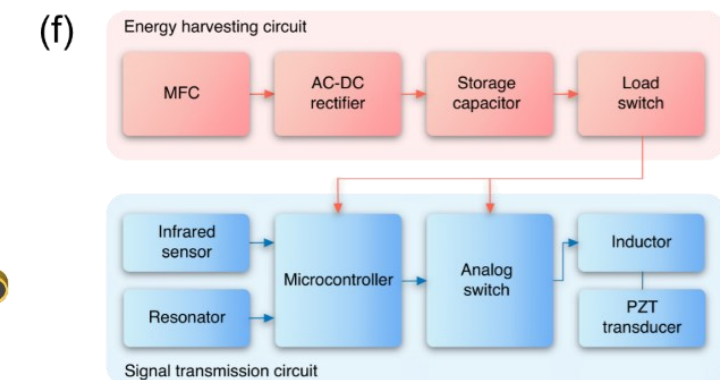 (f)
Energy harvesting circuit
MFC
AC-DC
rectifier
Storage
capacitor
Load
switch
Infrared
sensor
Resonator
Microcontroller
Analog
switch
Inductor
PZT
transducer
Signal transmission circuit